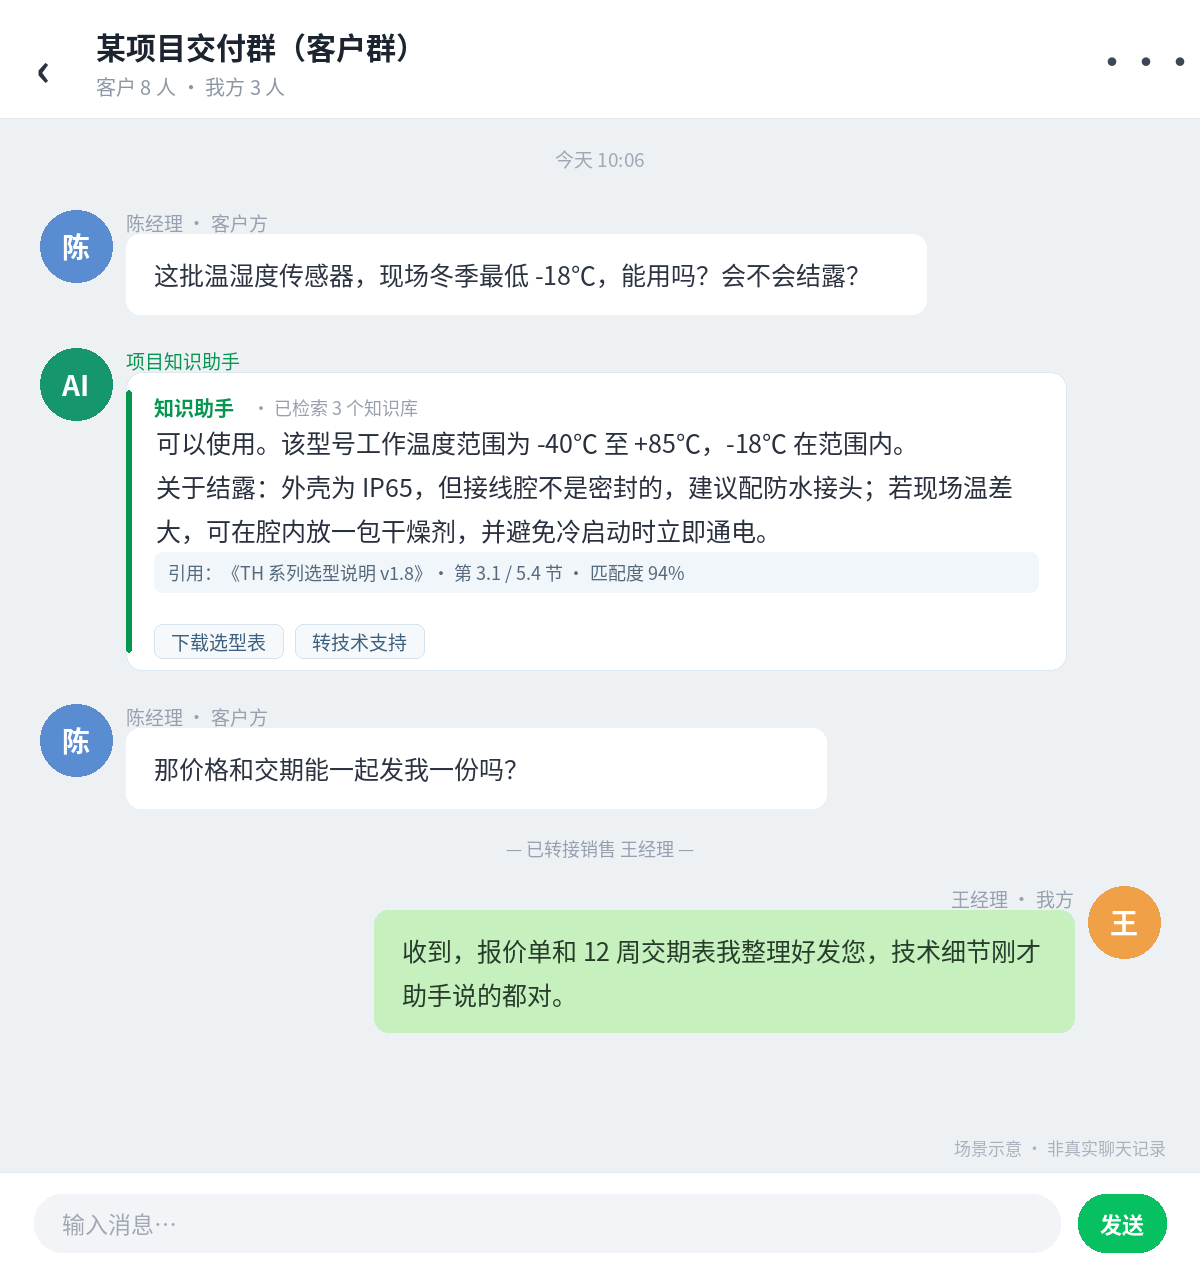 某项目交付群（客户群）
客户 8 人 · 我方 3 人
今天 10:06
陈
陈经理 · 客户方
这批温湿度传感器，现场冬季最低 -18℃，能用吗？会不会结露？
AI
项目知识助手
知识助手 · 已检索 3 个知识库
可以使用。该型号工作温度范围为 -40℃ 至 +85℃，-18℃ 在范围内。
关于结露：外壳为 IP65，但接线腔不是密封的，建议配防水接头；若现场温差
大，可在腔内放一包干燥剂，并避免冷启动时立即通电。
引用：《TH 系列选型说明 v1.8》 · 第 3.1 / 5.4 节 · 匹配度 94%
下载选型表 转技术支持
陈
陈经理 · 客户方
那价格和交期能一起发我一份吗？
— 已转接销售 王经理 —
王经理 · 我方
王
收到，报价单和 12 周交期表我整理好发您，技术细节刚才
助手说的都对。
场景示意 · 非真实聊天记录
输入消息…
发送